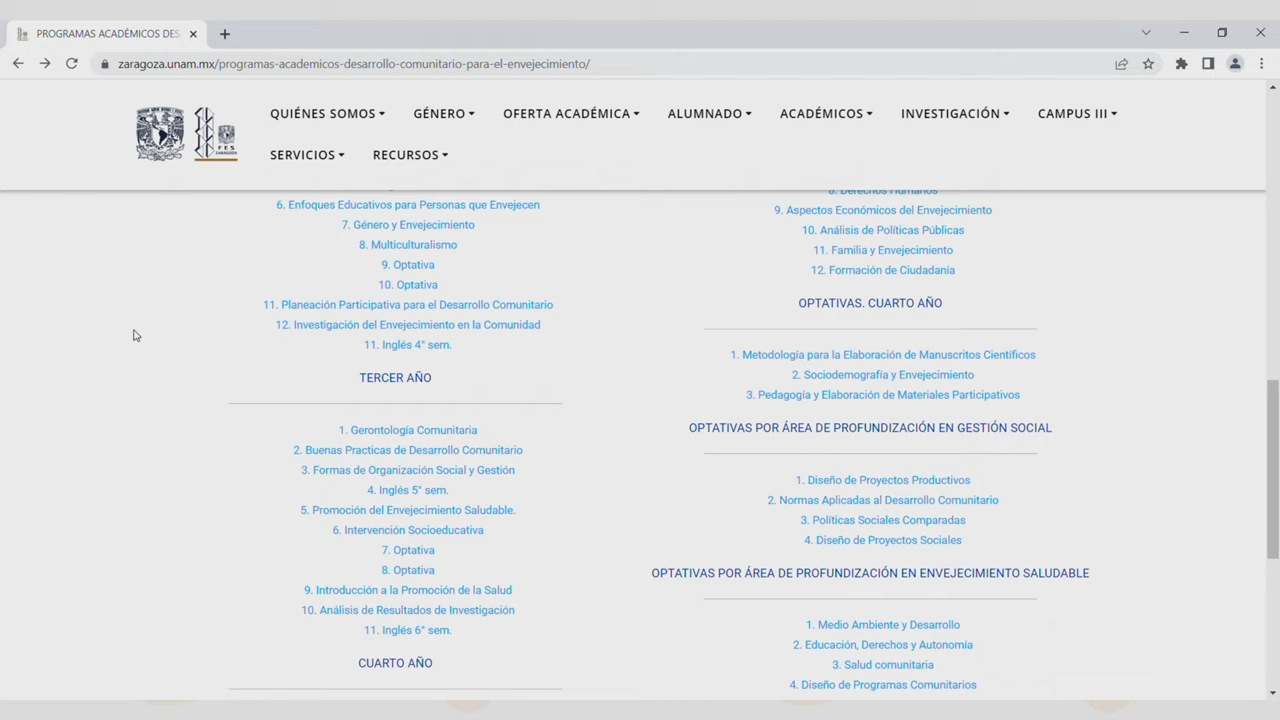 PROGRAMAS ACADÉMICOS DES
zaragoza.unam.mx/programas-academicos-desarrollo-comunitario-para-el-envejecimiento/
QUIÉNES SOMOS
GÉNERO
OFERTA ACADÉMICA
ALUMNADO
ACADÉMICOS
INVESTIGACIÓN
CAMPUS III
SERVICIOS
RECURSOS
FES
ZARAGOZA
6. Enfoques Educativos para Personas que Envejecen
7. Género y Envejecimiento
8. Multiculturalismo
9. Optativa
10. Optativa
11. Planeación Participativa para el Desarrollo Comunitario
12. Investigación del Envejecimiento en la Comunidad
11. Inglés 4° sem.
TERCER AÑO
1. Gerontología Comunitaria
2. Buenas Practicas de Desarrollo Comunitario
3. Formas de Organización Social y Gestión
4. Inglés 5° sem.
5. Promoción del Envejecimiento Saludable.
6. Intervención Socioeducativa
7. Optativa
8. Optativa
9. Introducción a la Promoción de la Salud
10. Análisis de Resultados de Investigación
11. Inglés 6° sem.
CUARTO AÑO
8. Derechos Humanos
9. Aspectos Económicos del Envejecimiento
10. Análisis de Políticas Públicas
11. Familia y Envejecimiento
12. Formación de Ciudadanía
OPTATIVAS. CUARTO AÑO
1. Metodología para la Elaboración de Manuscritos Científicos
2. Sociodemografía y Envejecimiento
3. Pedagogía y Elaboración de Materiales Participativos
OPTATIVAS POR ÁREA DE PROFUNDIZACIÓN EN GESTIÓN SOCIAL
1. Diseño de Proyectos Productivos
2. Normas Aplicadas al Desarrollo Comunitario
3. Políticas Sociales Comparadas
4. Diseño de Proyectos Sociales
OPTATIVAS POR ÁREA DE PROFUNDIZACIÓN EN ENVEJECIMIENTO SALUDABLE
1. Medio Ambiente y Desarrollo
2. Educación, Derechos y Autonomía
3. Salud comunitaria
4. Diseño de Programas Comunitarios